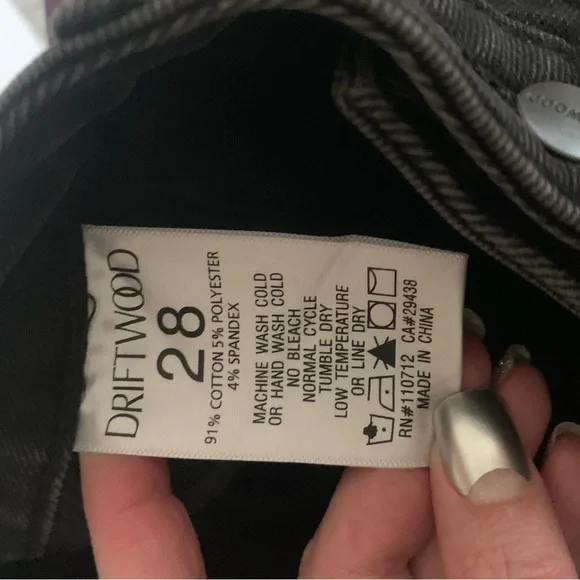 DRIFTWOOD
28
91% COTTON 5% POLYESTER
4% SPANDEX
MACHINE WASH COLD
OR HAND WASH COLD
NO BLEACH
NORMAL CYCLE
TUMBLE DRY
LOW TEMPERATURE
OR LINE DRY
RN#110712 CA#29438
MADE IN CHINA